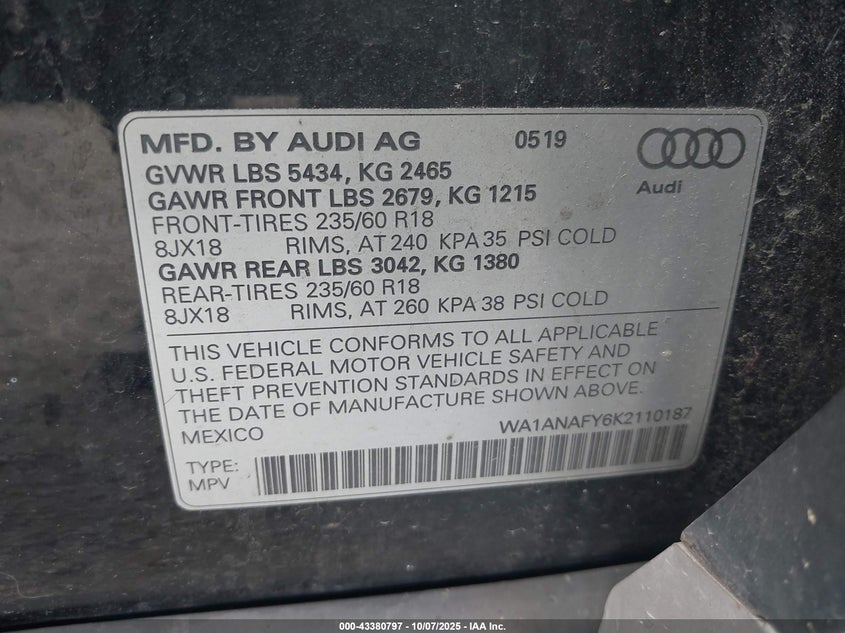 MFD. BY AUDI AG 0519
Audi
GVWR LBS 5434, KG 2465
GAWR FRONT LBS 2679, KG 1215
FRONT-TIRES 235/60 R18
8JX18 RIMS, AT 240 KPA 35 PSI COLD
GAWR REAR LBS 3042, KG 1380
REAR-TIRES 235/60 R18
8JX18 RIMS, AT 260 KPA 38 PSI COLD
THIS VEHICLE CONFORMS TO ALL APPLICABLE
U.S. FEDERAL MOTOR VEHICLE SAFETY AND
THEFT PREVENTION STANDARDS IN EFFECT ON
THE DATE OF MANUFACTURE SHOWN ABOVE.
MEXICO WA1ANAFY6K2110187
TYPE:
MPV
000-43380797 - 10/07/2025 - IAA Inc.